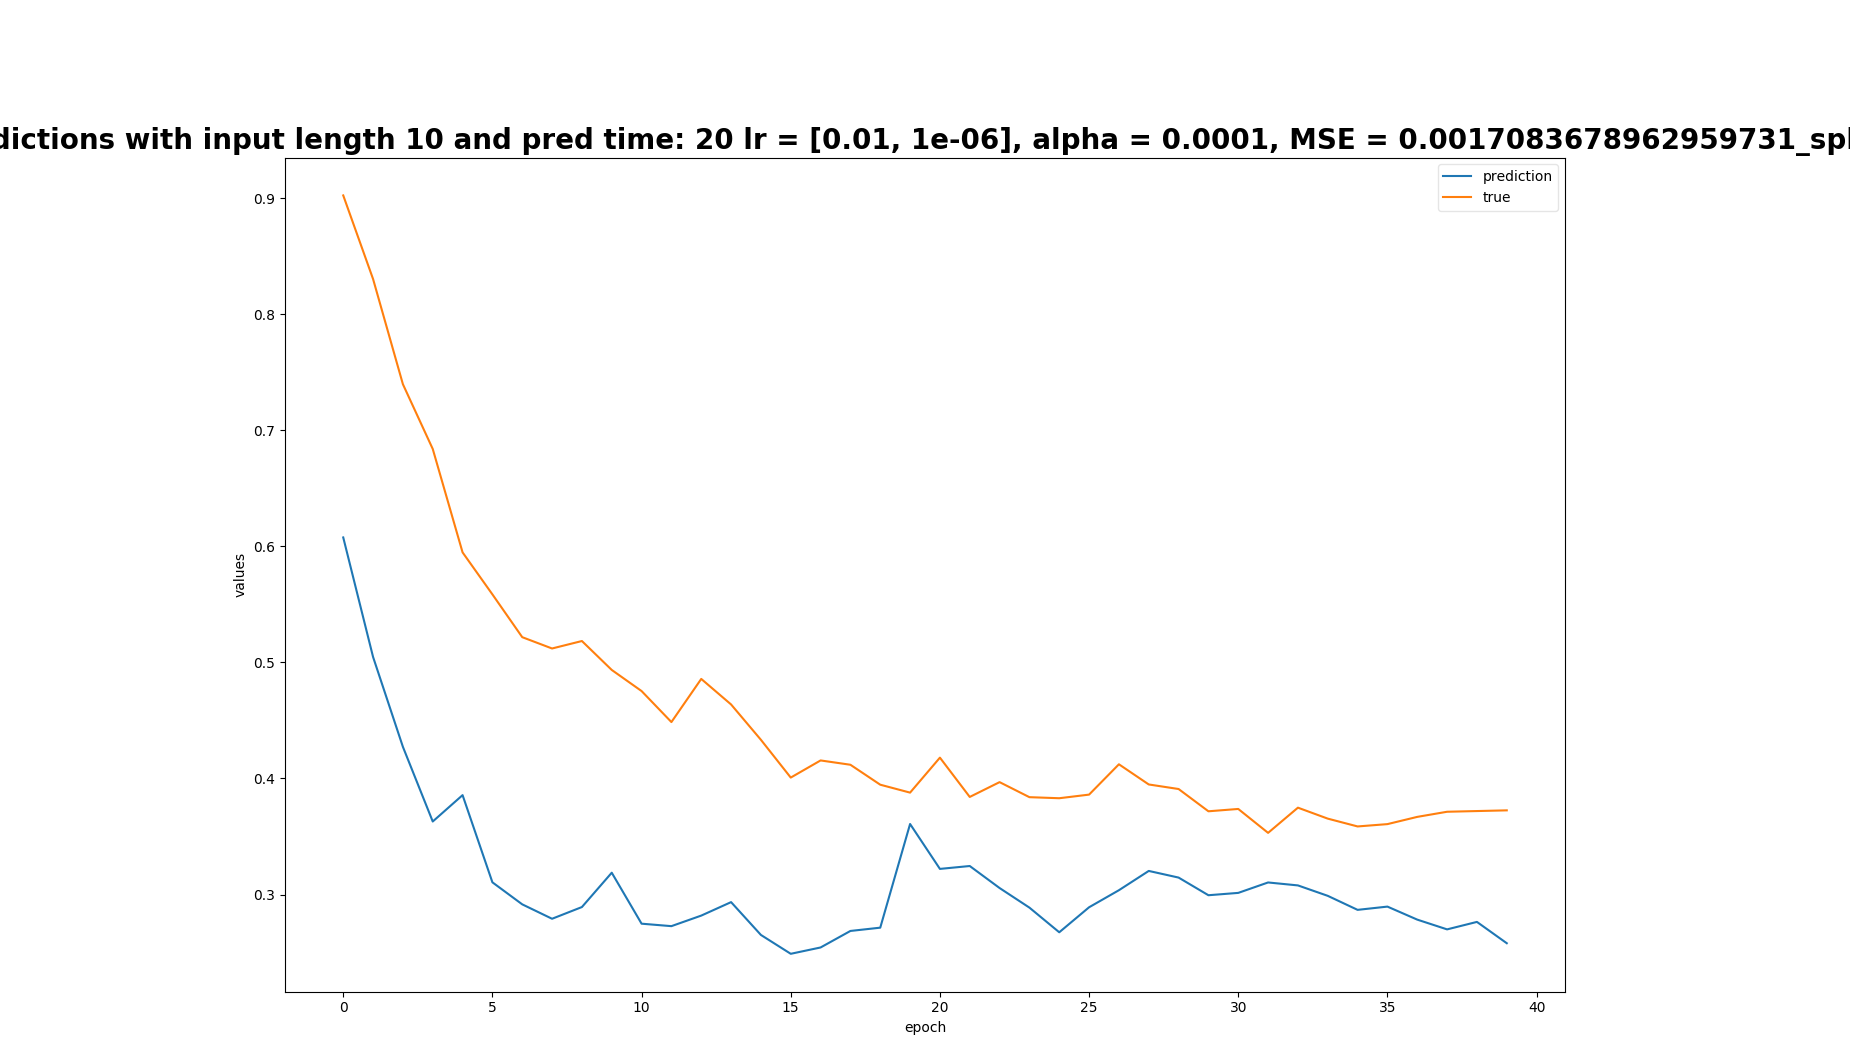 dictions with input length 10 and pred time: 20 lr = [0.01, 1e-06], alpha = 0.0001, MSE = 0.0017083678962959731_spl
prediction
true
0.9
0.8
0.7
0.6
0.5
0.4
0.3
values
0 5 10 15 20 25 30 35 40
epoch